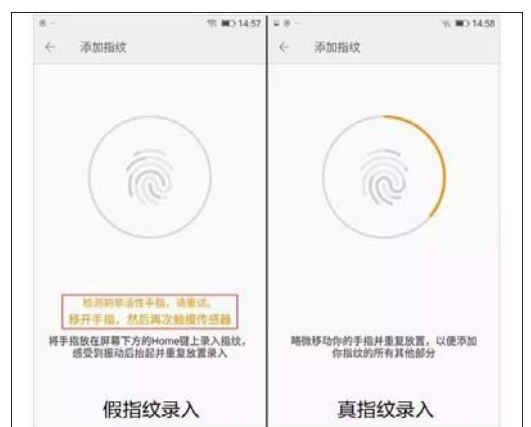 14:57
添加指纹
检测到非活性手指，请重试。
移开手指，然后再次触摸传感器
将手指放在屏幕下方的Home键上录入指纹，
感受到振动后抬起并重复放置录入
假指纹录入
14:58
添加指纹
略微移动你的手指并重复放置，以便添加
你指纹的所有其他部分
真指纹录入